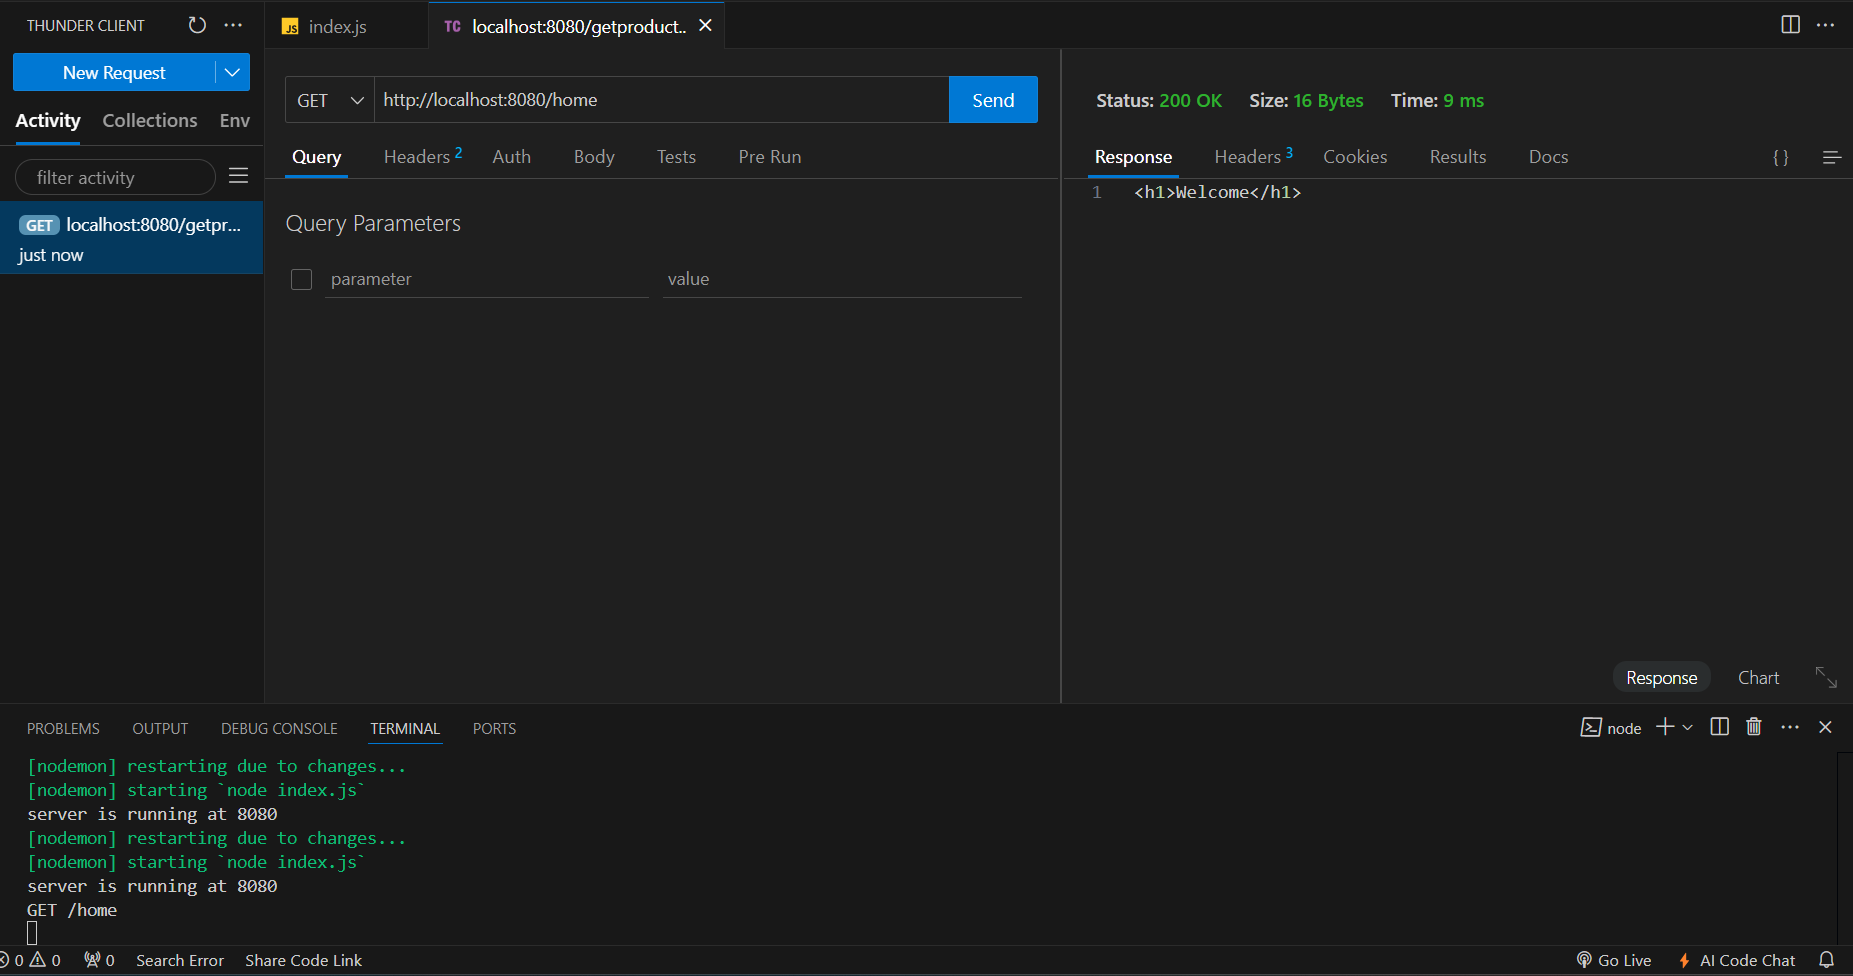 THUNDER CLIENT
New Request
Activity Collections Env
filter activity
GET localhost:8080/getpr...
just now
JS index.js
TC localhost:8080/getproduct..
GET http://localhost:8080/home Send
Query Headers 2 Auth Body Tests Pre Run
Query Parameters
parameter value
Status: 200 OK Size: 16 Bytes Time: 9 ms
Response Headers 3 Cookies Results Docs { }
1 <h1>Welcome</h1>
Response Chart
PROBLEMS OUTPUT DEBUG CONSOLE TERMINAL PORTS
node
[nodemon] restarting due to changes...
[nodemon] starting `node index.js`
server is running at 8080
[nodemon] restarting due to changes...
[nodemon] starting `node index.js`
server is running at 8080
GET /home
0 0 0 Search Error Share Code Link
Go Live AI Code Chat